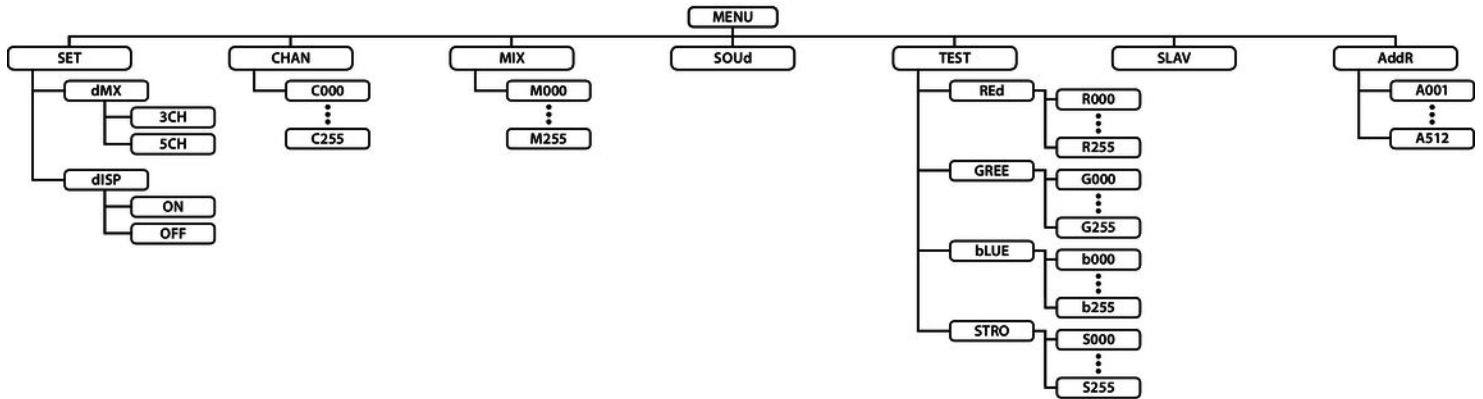 MENU
SET
CHAN
MIX
SOUd
TEST
SLAV
AddR
dMX
3CH
5CH
dISP
ON
OFF
C000
C255
M000
M255
REd
R000
R255
GREE
G000
G255
bLUE
b000
b255
STRO
S000
S255
A001
A512